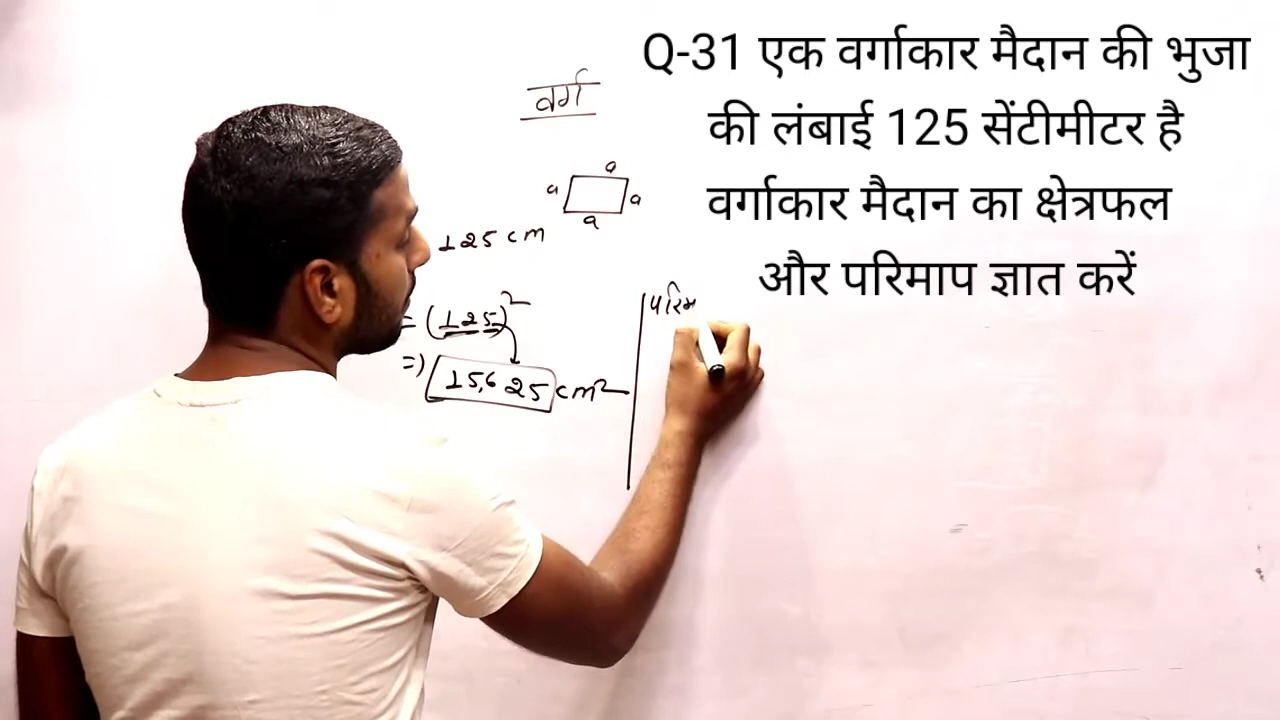 Q-31 एक वर्गाकार मैदान की भुजा
की लंबाई 125 सेंटीमीटर है
वर्गाकार मैदान का क्षेत्रफल
और परिमाप ज्ञात करें
वर्ग
a
a a
a
125 cm
= (125)²
=) 15,625 cm²
परिम